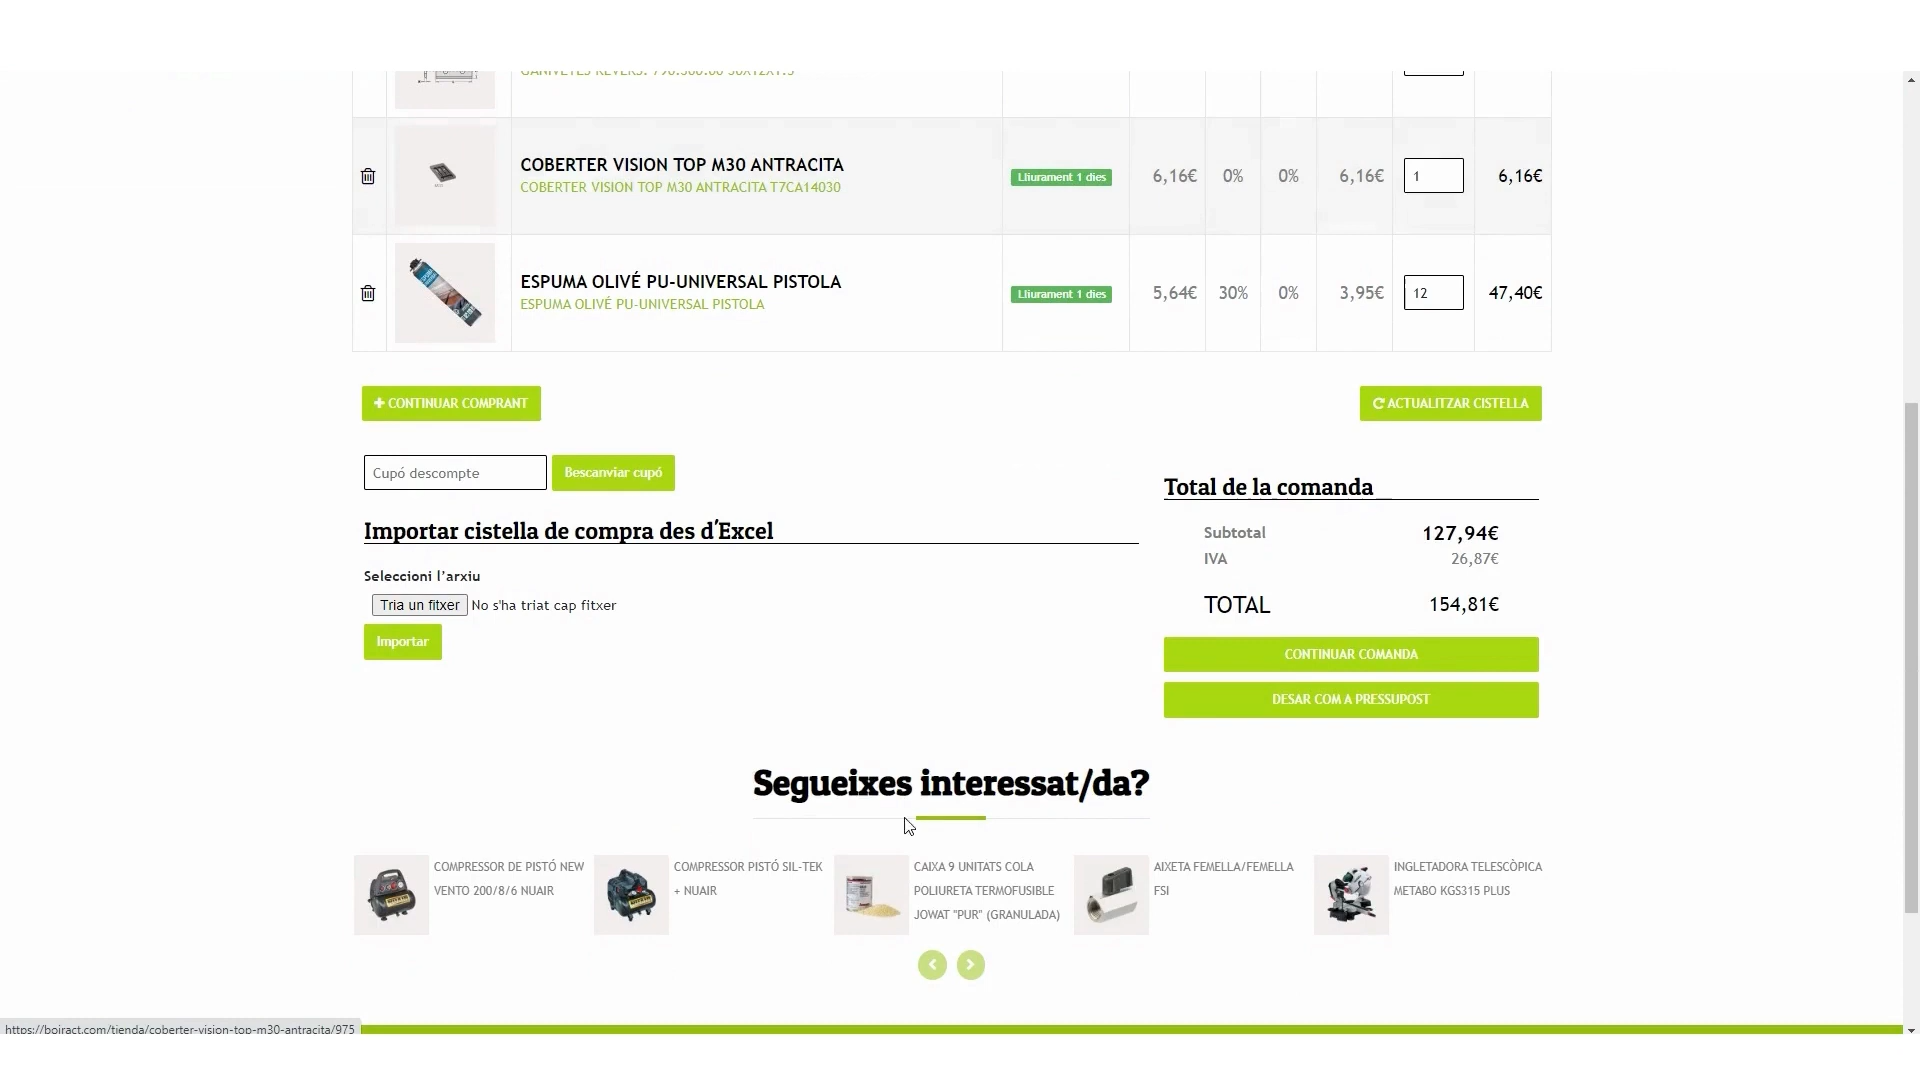 GANIVETES REVERS. 790.300.00 30X12X1.5
COBERTER VISION TOP M30 ANTRACITA
COBERTER VISION TOP M30 ANTRACITA T7CA14030
Lliurament 1 dies
6,16€
0%
0%
6,16€
1
6,16€
ESPUMA OLIVÉ PU-UNIVERSAL PISTOLA
ESPUMA OLIVÉ PU-UNIVERSAL PISTOLA
Lliurament 1 dies
5,64€
30%
0%
3,95€
12
47,40€
CONTINUAR COMPRANT
ACTUALITZAR CISTELLA
Cupó descompte
Bescanviar cupó
Total de la comanda
Importar cistella de compra des d'Excel
Subtotal 127,94€
IVA 26,87€
Seleccioni l'arxiu
Tria un fitxer No s'ha triat cap fitxer
TOTAL 154,81€
Importar
CONTINUAR COMANDA
DESAR COM A PRESSUPOST
Segueixes interessat/da?
COMPRESSOR DE PISTÓ NEW
VENTO 200/8/6 NUAIR
COMPRESSOR PISTÓ SIL-TEK
+ NUAIR
CAIXA 9 UNITATS COLA
POLIURETA TERMOFUSIBLE
JOWAT "PUR" (GRANULADA)
AIXETA FEMELLA/FEMELLA
FSI
INGLETADORA TELESCÒPICA
METABO KGS315 PLUS
https://boiract.com/tienda/coberter-vision-top-m30-antracita/975